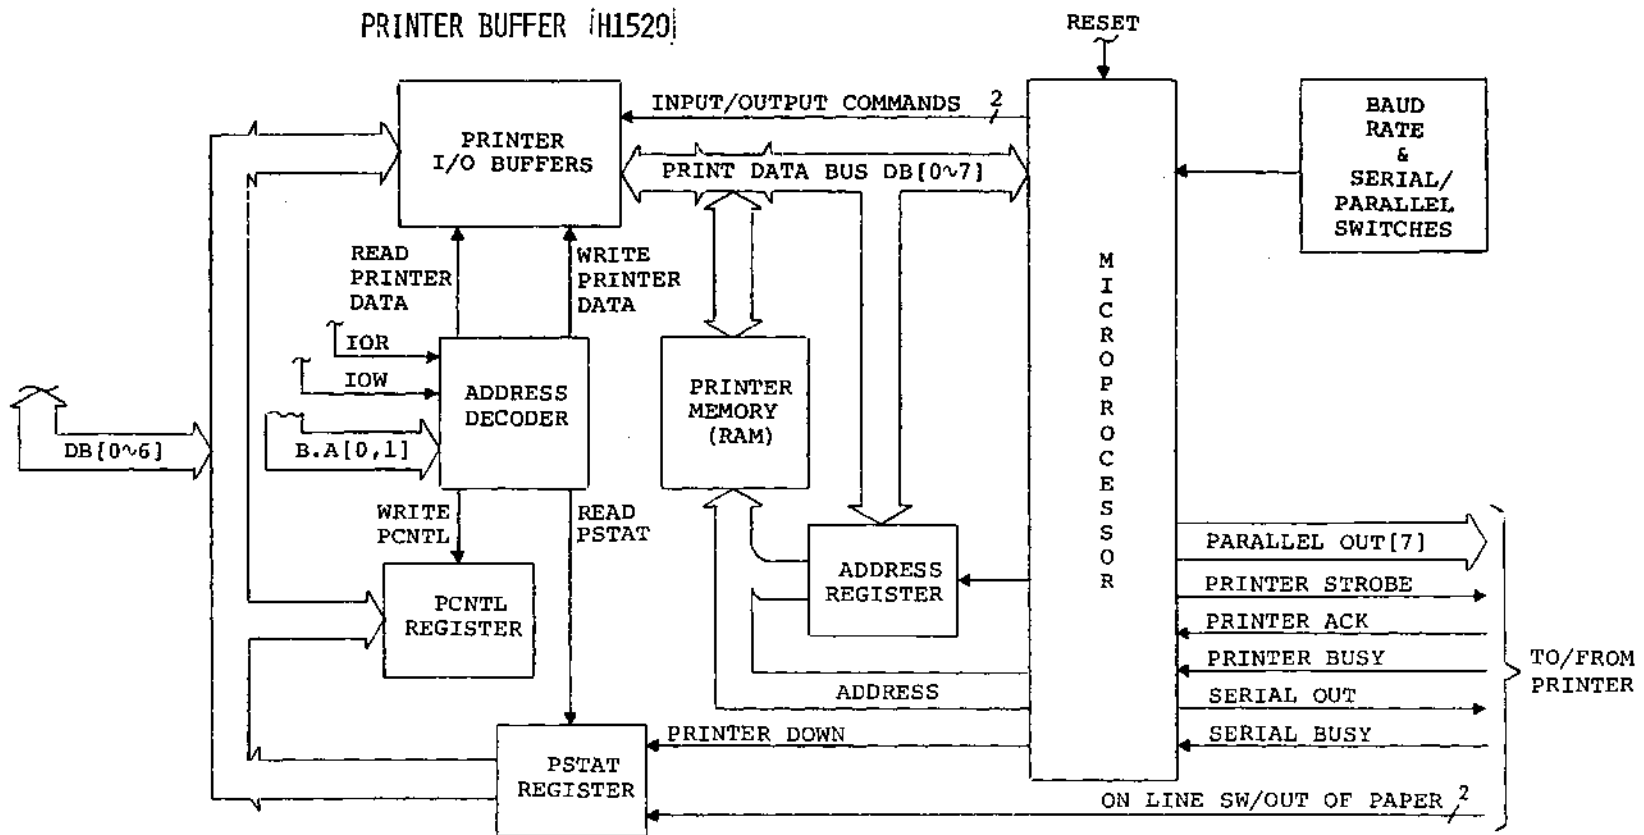 PRINTER BUFFER (H1520)
RESET
INPUT/OUTPUT COMMANDS 2
PRINTER
I/O BUFFERS
PRINT DATA BUS DB[0~7]
BAUD
RATE
&
SERIAL/
PARALLEL
SWITCHES
READ
PRINTER
DATA
WRITE
PRINTER
DATA
MICROPROCESSOR
IOR
IOW
ADDRESS
DECODER
B.A[0,1]
DB[0~6]
PRINTER
MEMORY
(RAM)
WRITE
PCNTL
READ
PSTAT
PCNTL
REGISTER
ADDRESS
REGISTER
ADDRESS
PARALLEL OUT[7]
PRINTER STROBE
PRINTER ACK
PRINTER BUSY
SERIAL OUT
SERIAL BUSY
TO/FROM
PRINTER
PRINTER DOWN
PSTAT
REGISTER
ON LINE SW/OUT OF PAPER 2